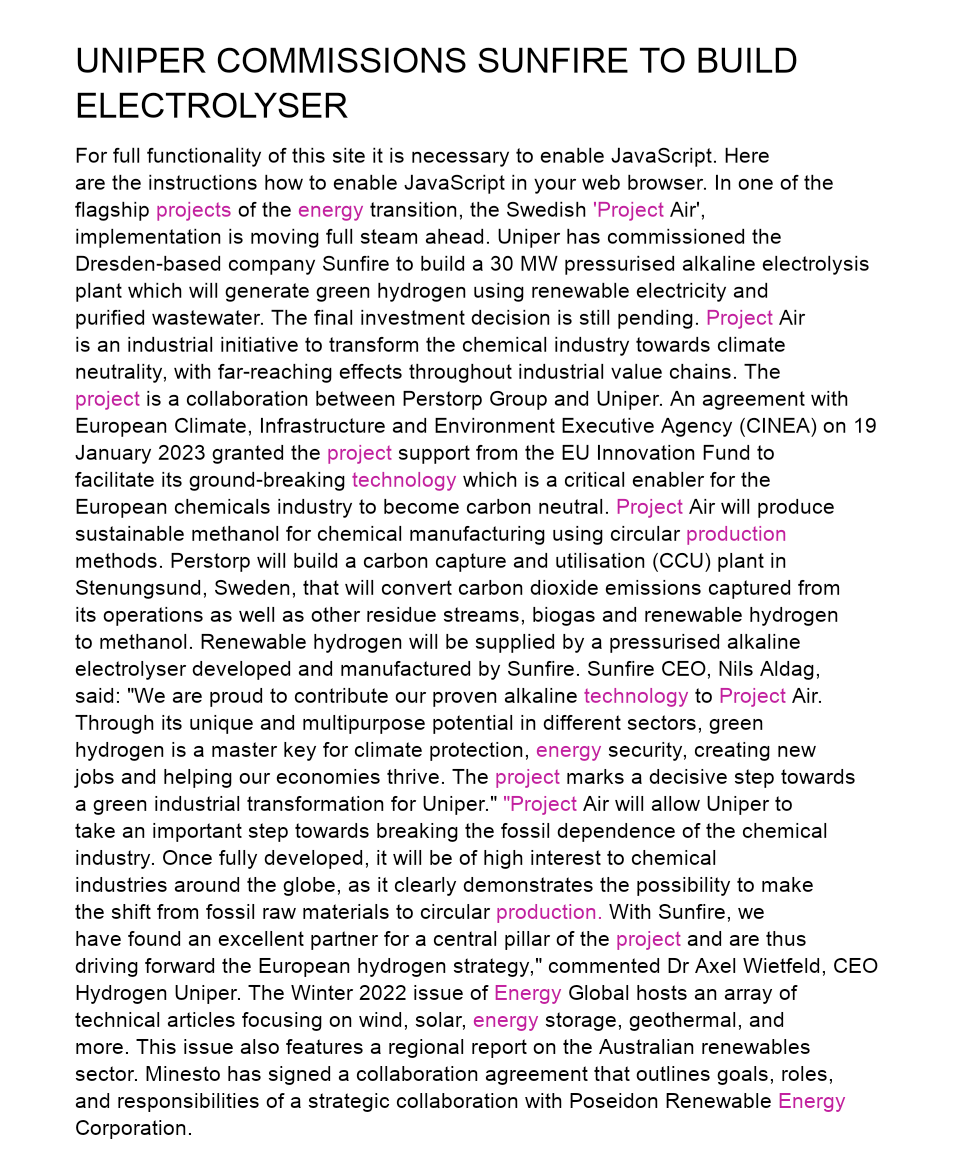 UNIPER COMMISSIONS SUNFIRE TO BUILD
ELECTROLYSER
For full functionality of this site it is necessary to enable JavaScript. Here
are the instructions how to enable JavaScript in your web browser. In one of the
flagship projects of the energy transition, the Swedish 'Project Air',
implementation is moving full steam ahead. Uniper has commissioned the
Dresden-based company Sunfire to build a 30 MW pressurised alkaline electrolysis
plant which will generate green hydrogen using renewable electricity and
purified wastewater. The final investment decision is still pending. Project Air
is an industrial initiative to transform the chemical industry towards climate
neutrality, with far-reaching effects throughout industrial value chains. The
project is a collaboration between Perstorp Group and Uniper. An agreement with
European Climate, Infrastructure and Environment Executive Agency (CINEA) on 19
January 2023 granted the project support from the EU Innovation Fund to
facilitate its ground-breaking technology which is a critical enabler for the
European chemicals industry to become carbon neutral. Project Air will produce
sustainable methanol for chemical manufacturing using circular production
methods. Perstorp will build a carbon capture and utilisation (CCU) plant in
Stenungsund, Sweden, that will convert carbon dioxide emissions captured from
its operations as well as other residue streams, biogas and renewable hydrogen
to methanol. Renewable hydrogen will be supplied by a pressurised alkaline
electrolyser developed and manufactured by Sunfire. Sunfire CEO, Nils Aldag,
said: "We are proud to contribute our proven alkaline technology to Project Air.
Through its unique and multipurpose potential in different sectors, green
hydrogen is a master key for climate protection, energy security, creating new
jobs and helping our economies thrive. The project marks a decisive step towards
a green industrial transformation for Uniper." "Project Air will allow Uniper to
take an important step towards breaking the fossil dependence of the chemical
industry. Once fully developed, it will be of high interest to chemical
industries around the globe, as it clearly demonstrates the possibility to make
the shift from fossil raw materials to circular production. With Sunfire, we
have found an excellent partner for a central pillar of the project and are thus
driving forward the European hydrogen strategy," commented Dr Axel Wietfeld, CEO
Hydrogen Uniper. The Winter 2022 issue of Energy Global hosts an array of
technical articles focusing on wind, solar, energy storage, geothermal, and
more. This issue also features a regional report on the Australian renewables
sector. Minesto has signed a collaboration agreement that outlines goals, roles,
and responsibilities of a strategic collaboration with Poseidon Renewable Energy
Corporation.